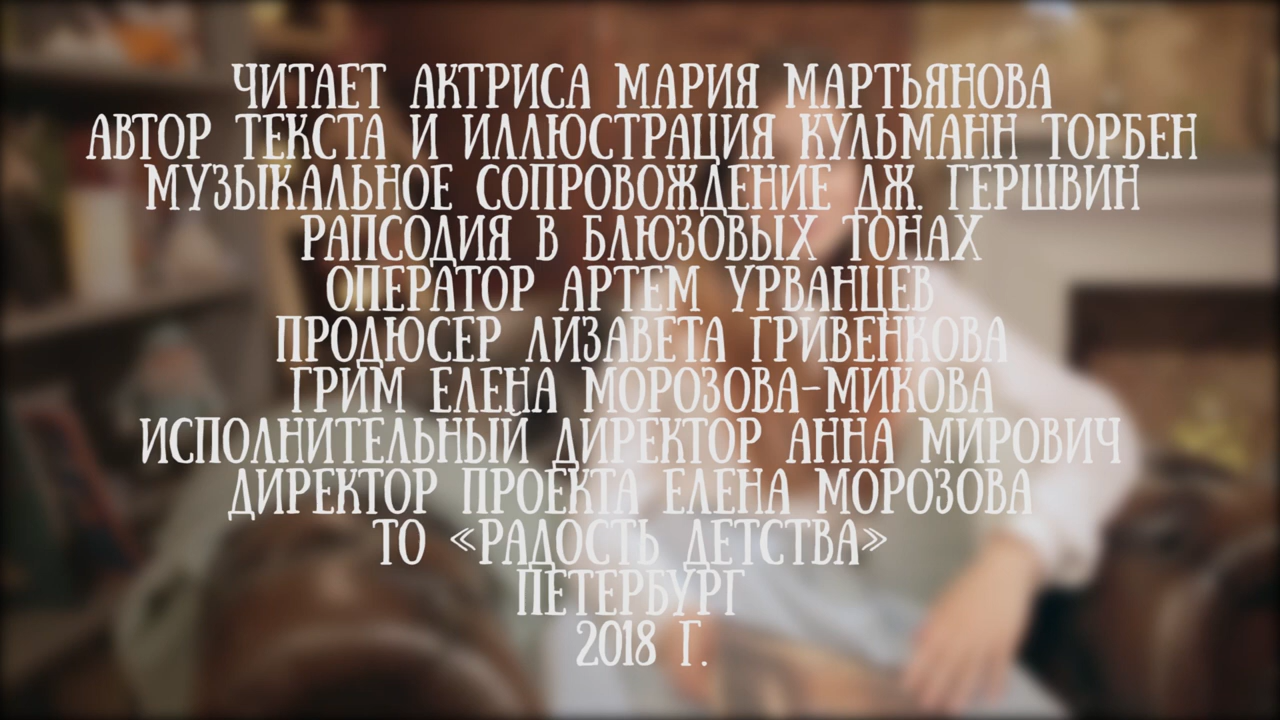 ЧИТАЕТ АКТРИСА МАРИЯ МАРТЬЯНОВА
АВТОР ТЕКСТА И ИЛЛЮСТРАЦИЯ КУЛЬМАНН ТОРБЕН
МУЗЫКАЛЬНОЕ СОПРОВОЖДЕНИЕ ДЖ. ГЕРШВИН
РАПСОДИЯ В БЛЮЗОВЫХ ТОНАХ
ОПЕРАТОР АРТЕМ УРВАНЦЕВ
ПРОДЮСЕР ЛИЗАВЕТА ГРИВЕНКОВА
ГРИМ ЕЛЕНА МОРОЗОВА-МИКОВА
ИСПОЛНИТЕЛЬНЫЙ ДИРЕКТОР АННА МИРОВИЧ
ДИРЕКТОР ПРОЕКТА ЕЛЕНА МОРОЗОВА
ТО «РАДОСТЬ ДЕТСТВА»
ПЕТЕРБУРГ
2018 Г.